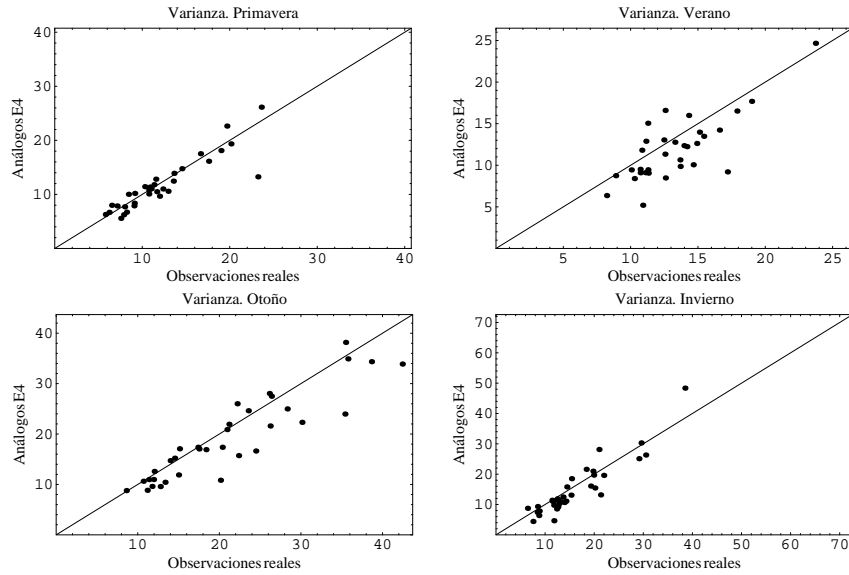 Varianza. Primavera
Análogos E4
40
30
20
10
10 20 30 40
Observaciones reales
Varianza. Verano
Análogos E4
25
20
15
10
5
5 10 15 20 25
Observaciones reales
Varianza. Otoño
Análogos E4
40
30
20
10
10 20 30 40
Observaciones reales
Varianza. Invierno
Análogos E4
70
60
50
40
30
20
10
10 20 30 40 50 60 70
Observaciones reales